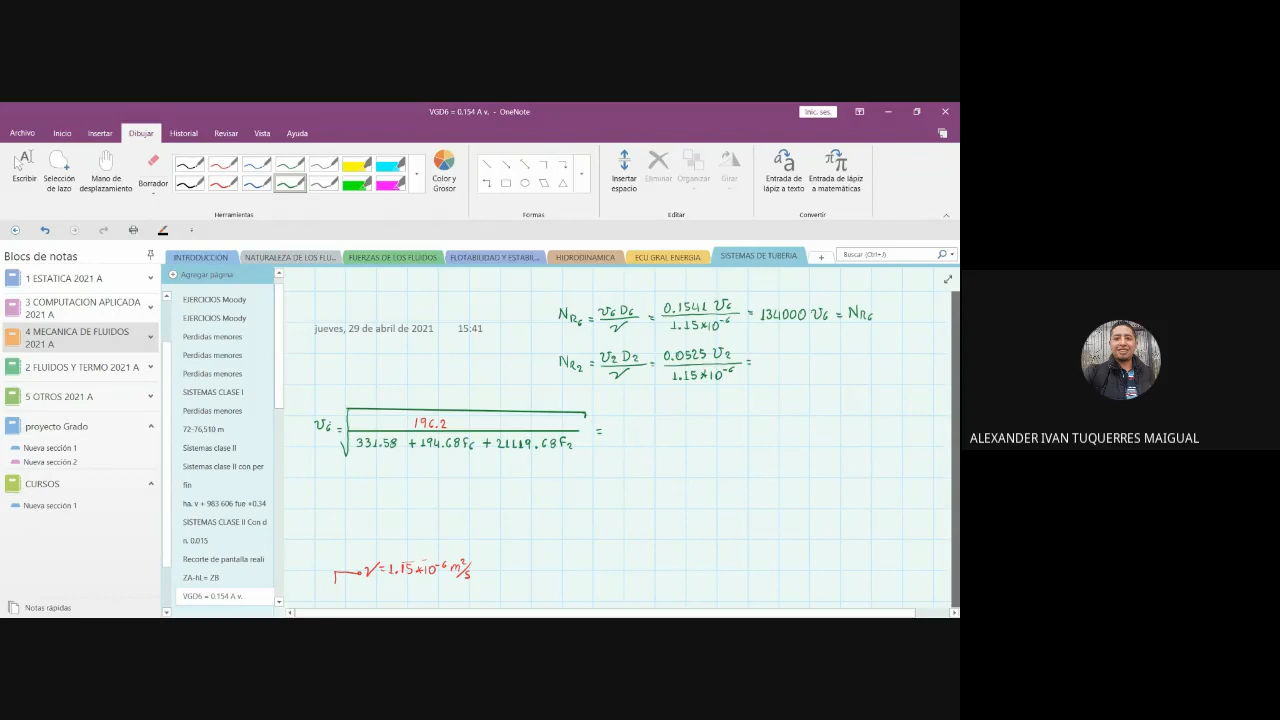 VGD6 = 0.154 A v. - OneNote
Inic. ses.
Archivo Inicio Insertar Dibujar Historial Revisar Vista Ayuda
Escribir
Selección de lazo
Mano de desplazamiento
Borrador
Color y Grosor
Insertar espacio
Eliminar
Organizar
Girar
Entrada de lápiz a texto
Entrada de lápiz a matemáticas
Herramientas Formas Editar Convertir
Blocs de notas
INTRODUCCIÓN NATURALEZA DE LOS FLU... FUERZAS DE LOS FLÚIDOS FLOTABILIDAD Y ESTABIL... HIDRODINAMICA ECU GRAL ENERGIA SISTEMAS DE TUBERIA
Buscar (Ctrl+J)
1 ESTATICA 2021 A
3 COMPUTACION APLICADA 2021 A
4 MECANICA DE FLUIDOS 2021 A
2 FLUIDOS Y TERMO 2021 A
5 OTROS 2021 A
proyecto Grado
Nueva sección 1
Nueva sección 2
CURSOS
Nueva sección 1
Notas rápidas
Agregar página
EJERCICIOS Moody
EJERCICIOS Moody
Perdidas menores
Perdidas menores
Perdidas menores
SISTEMAS CLASE I
Perdidas menores
72-76,510 m
Sistemas clase II
Sistemas clase II con per
fin
ha. v + 983 606 fue +0.34
SISTEMAS CLASE II Con d
n. 0.015
Recorte de pantalla reali
ZA-hL= ZB
VGD6 = 0.154 A v.
jueves, 29 de abril de 2021 15:41
NR6 = v6 D6 / ν = 0.1541 v6 / 1.15*10^-6 = 134000 v6 = NR6
NR2 = v2 D2 / ν = 0.0525 v2 / 1.15*10^-6 =
v6 = √(196.2 / 331.58 + 194.68f6 + 21119.68f2) =
ν = 1.15*10^-6 m²/s
ALEXANDER IVAN TUQUERRES MAIGUAL